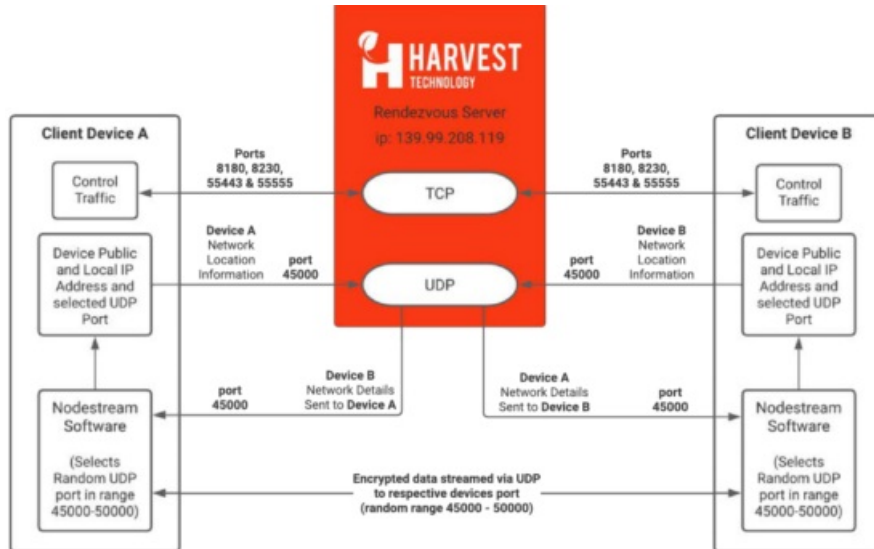 HARVEST
TECHNOLOGY
Rendezvous Server
ip: 139.99.208.119
Client Device A
Control
Traffic
Ports
8180, 8230,
55443 & 55555
TCP
Ports
8180, 8230,
55443 & 55555
Client Device B
Control
Traffic
Device Public
and Local IP
Address and
selected UDP
Port
Device A
Network
Location
Information
port
45000
UDP
port
45000
Device B
Network
Location
Information
Device Public
and Local IP
Address and
selected UDP
Port
Nodestream
Software
(Selects
Random UDP
port in range
45000-50000)
port
45000
Device B
Network Details
Sent to Device A
Device A
Network Details
Sent to Device B
port
45000
Nodestream
Software
(Selects
Random UDP
port in range
45000-50000)
Encrypted data streamed via UDP
to respective devices port
(random range 45000 - 50000)